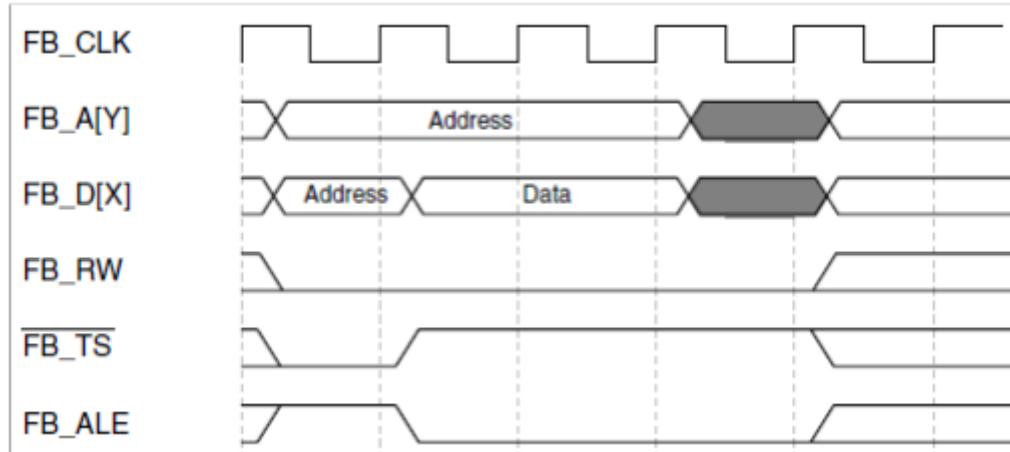 FB_CLK
FB_A[Y] Address
FB_D[X] Address Data
FB_RW
FB_TS
FB_ALE